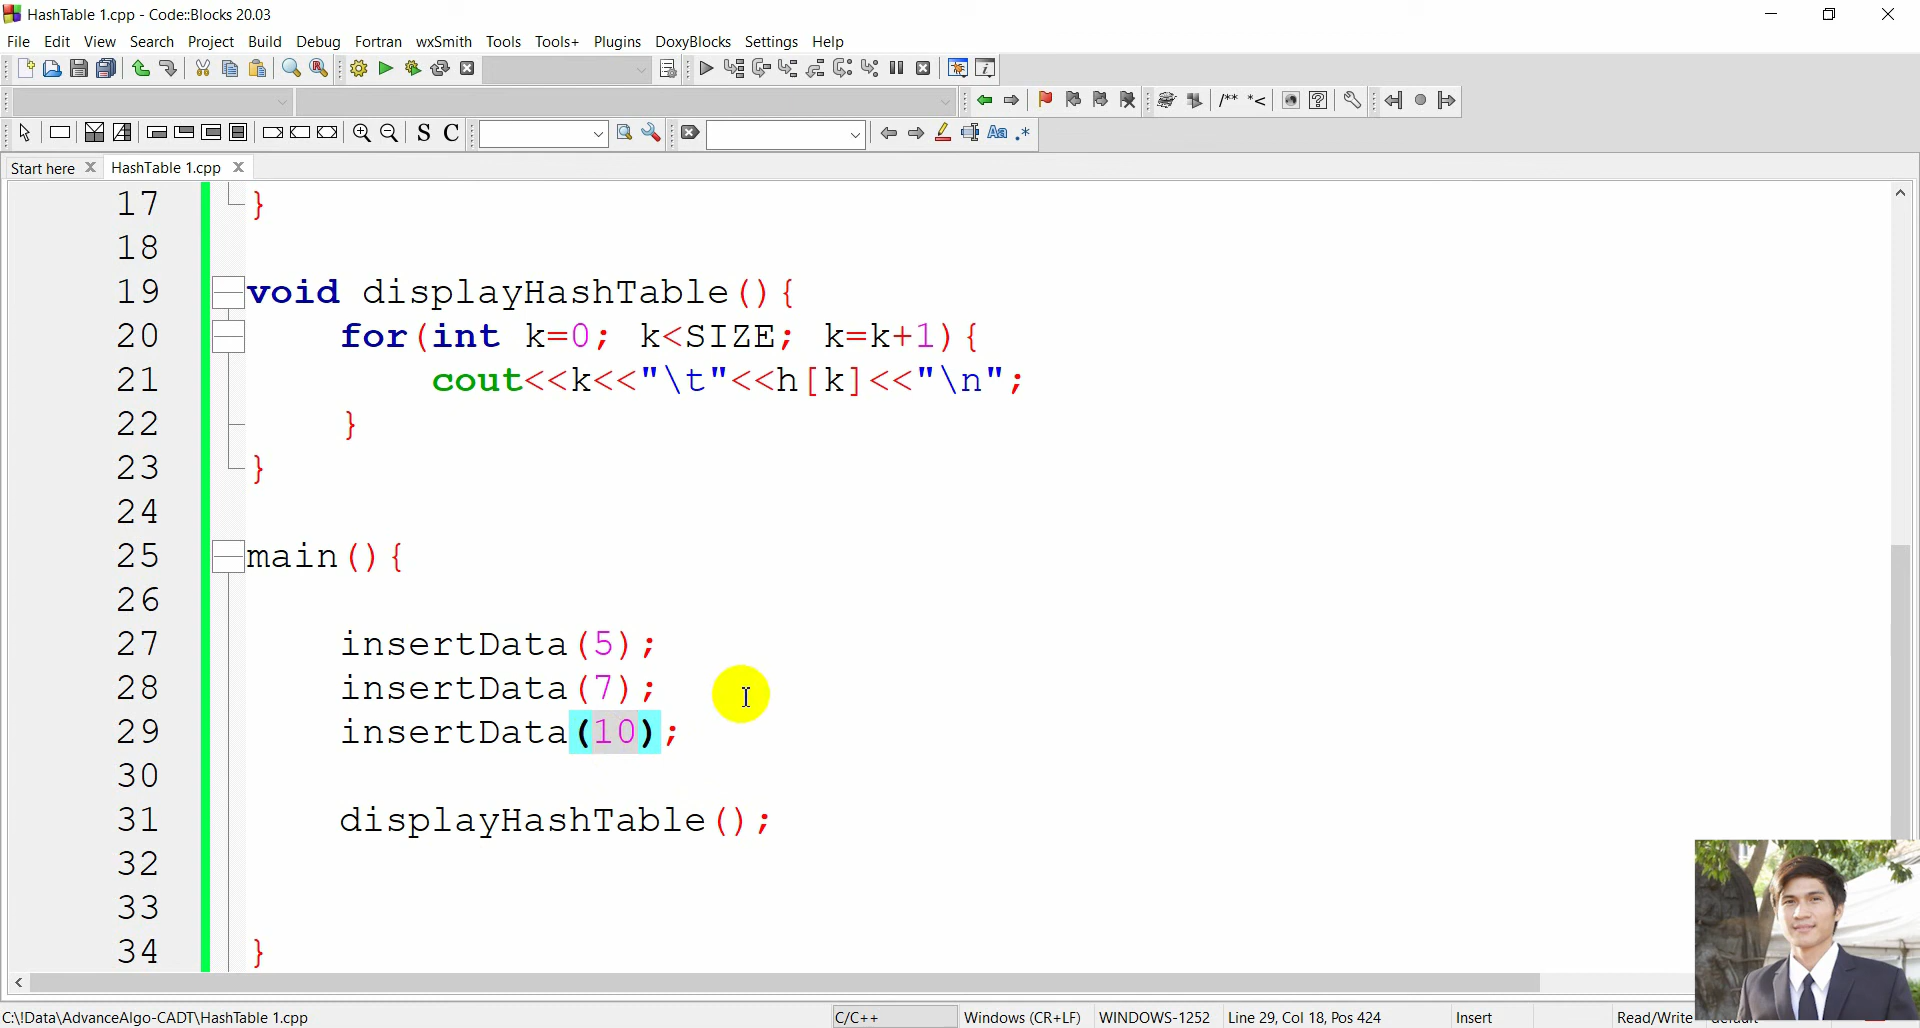 HashTable 1.cpp - Code::Blocks 20.03
File Edit View Search Project Build Debug Fortran wxSmith Tools Tools+ Plugins DoxyBlocks Settings Help
/** *<
S C
Aa .*
Start here HashTable 1.cpp
17 }
18
19 void displayHashTable(){
20 for(int k=0; k<SIZE; k=k+1){
21 cout<<k<<"\t"<<h[k]<<"\n";
22 }
23 }
24
25 main(){
26
27 insertData(5);
28 insertData(7);
29 insertData(10);
30
31 displayHashTable();
32
33
34 }
C:\!Data\AdvanceAlgo-CADT\HashTable 1.cpp C/C++ Windows (CR+LF) WINDOWS-1252 Line 29, Col 18, Pos 424 Insert Read/Write default